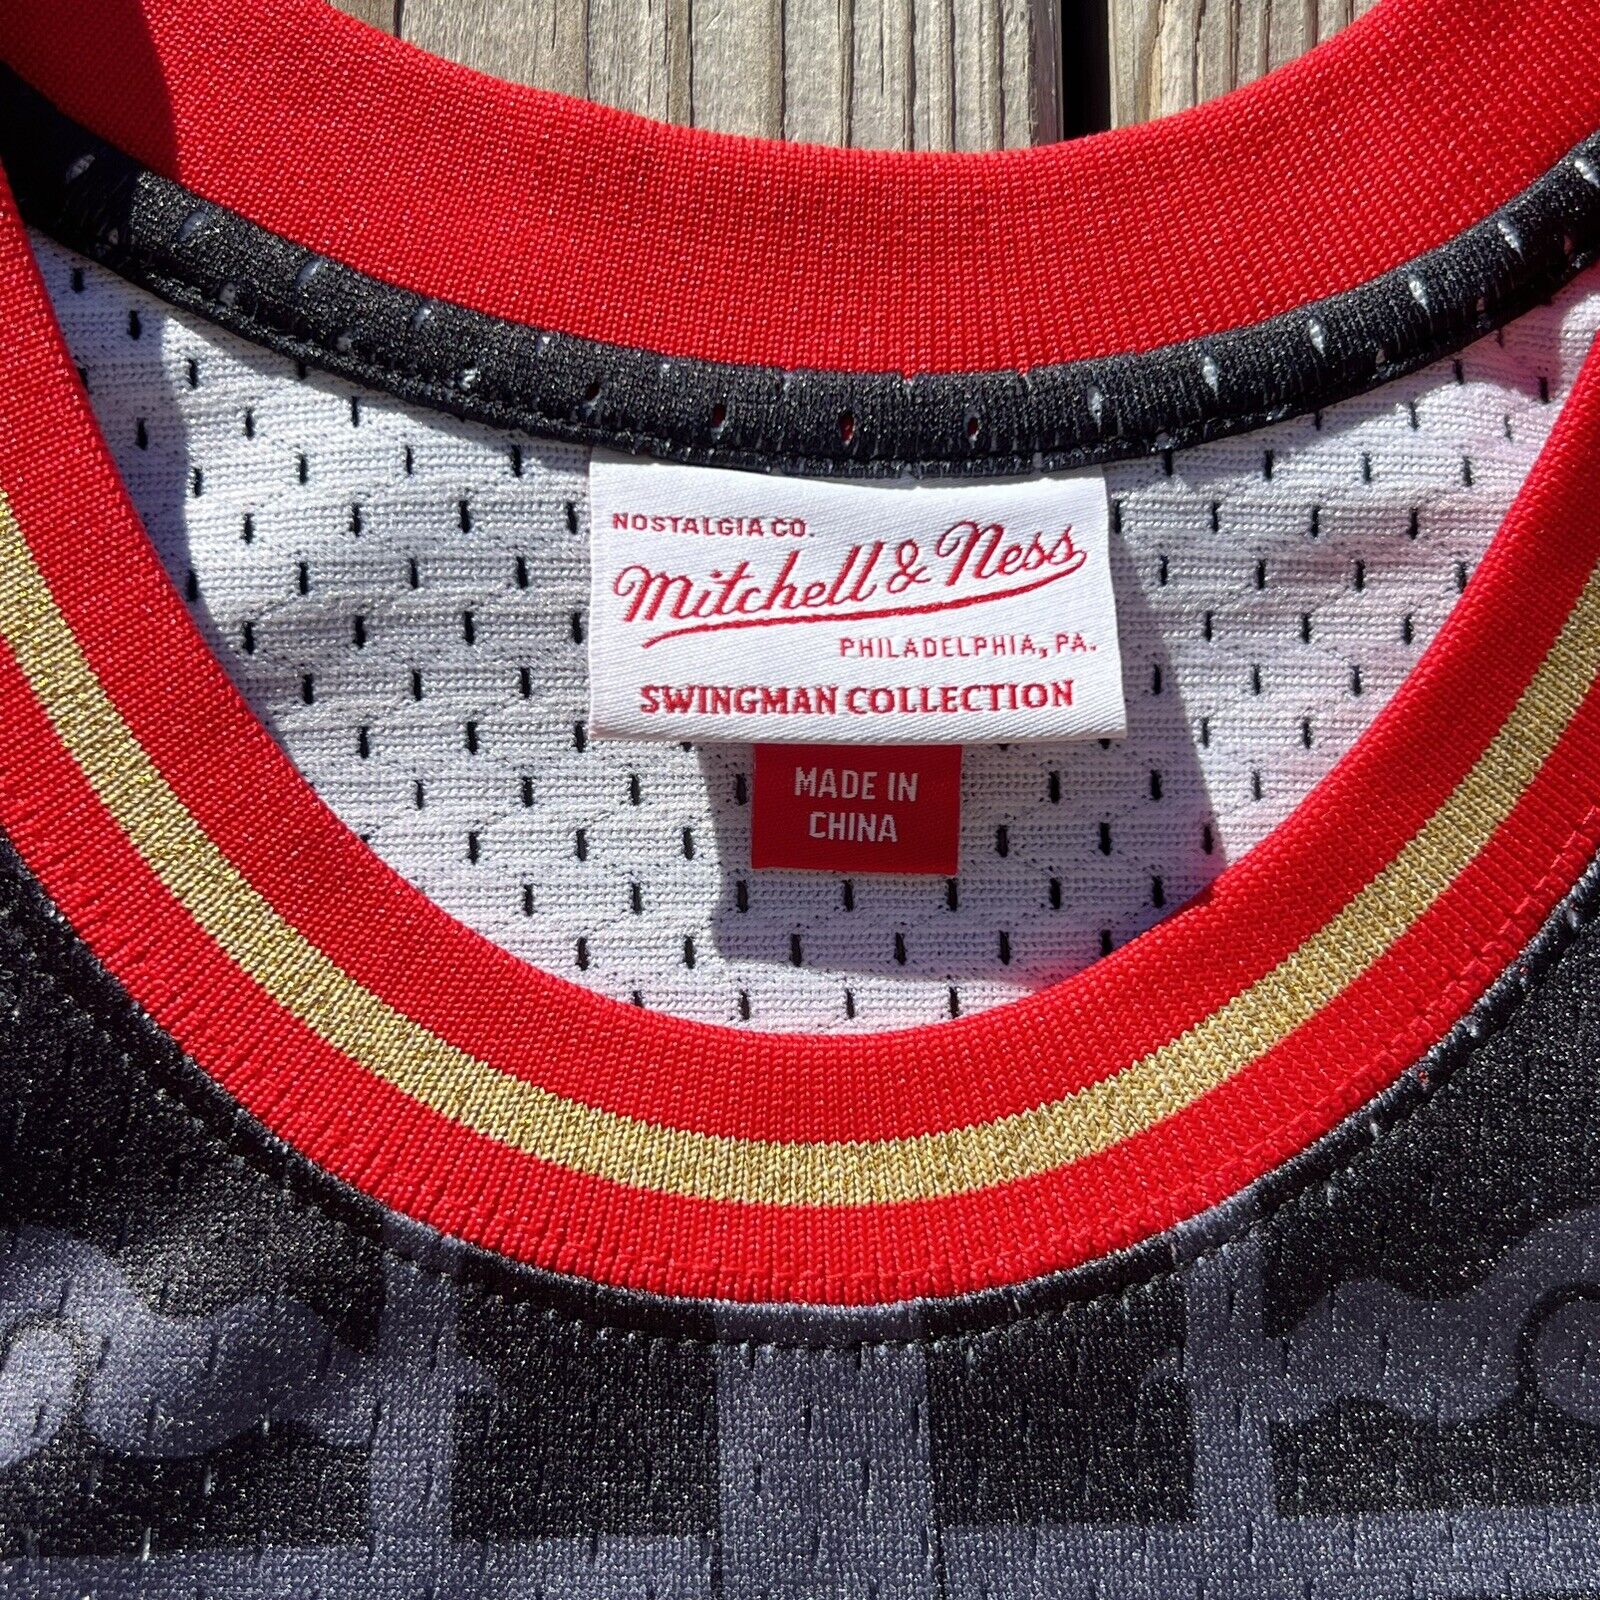 NOSTALGIA CO.
Mitchell & Ness
PHILADELPHIA, PA.
SWINGMAN COLLECTION
MADE IN
CHINA